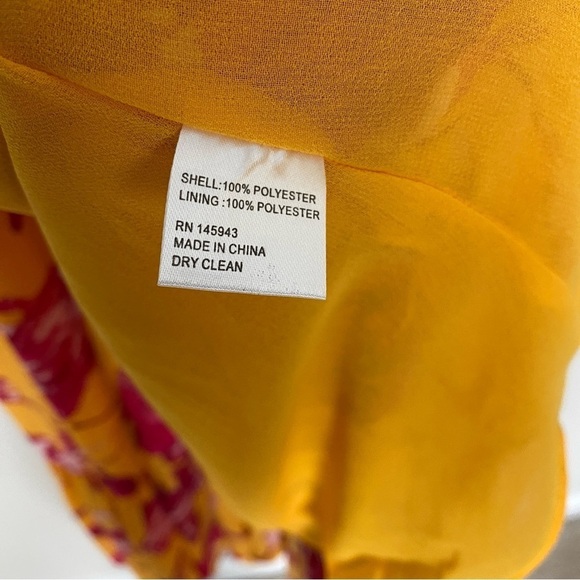 SHELL:100% POLYESTER
LINING :100% POLYESTER
RN 145943
MADE IN CHINA
DRY CLEAN